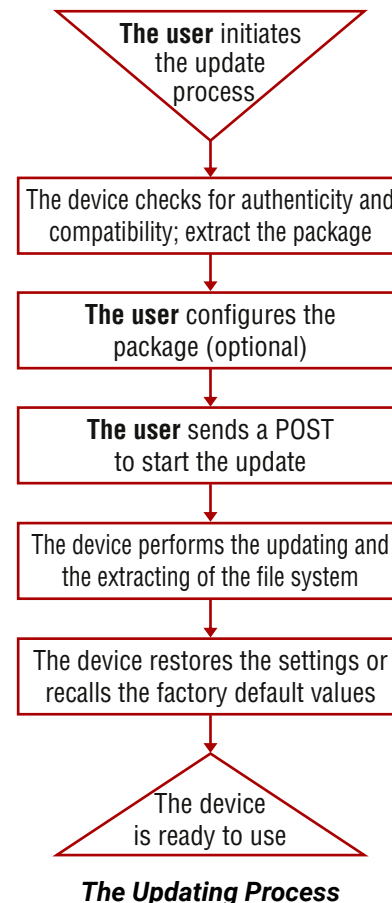 The user initiates
the update
process
The device checks for authenticity and
compatibility; extract the package
The user configures the
package (optional)
The user sends a POST
to start the update
The device performs the updating and
the extracting of the file system
The device restores the settings or
recalls the factory default values
The device
is ready to use
The Updating Process